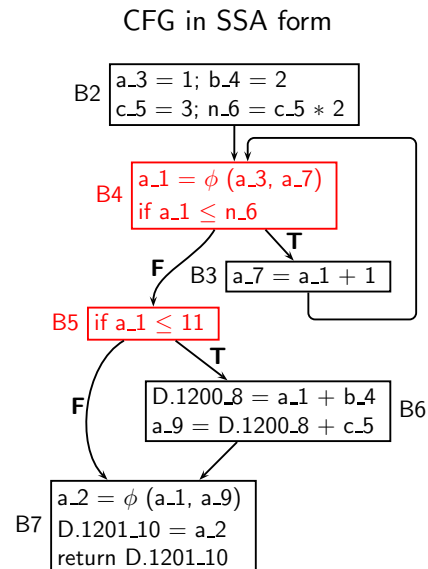 CFG in SSA form
B2
a_3 = 1; b_4 = 2
c_5 = 3; n_6 = c_5 * 2
B4
a_1 = ϕ (a_3, a_7)
if a_1 ≤ n_6
F
T
B3
a_7 = a_1 + 1
B5
if a_1 ≤ 11
F
T
D.1200_8 = a_1 + b_4
a_9 = D.1200_8 + c_5
B6
B7
a_2 = ϕ (a_1, a_9)
D.1201_10 = a_2
return D.1201_10